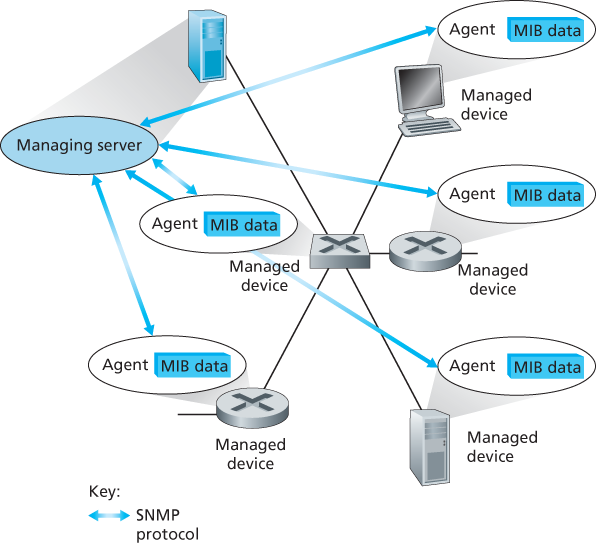 Agent MIB data
Managed
device
Managing server
Agent MIB data
Agent MIB data
Managed
device
Managed
device
Agent MIB data
Agent MIB data
Managed
device
Managed
device
Key:
SNMP
protocol